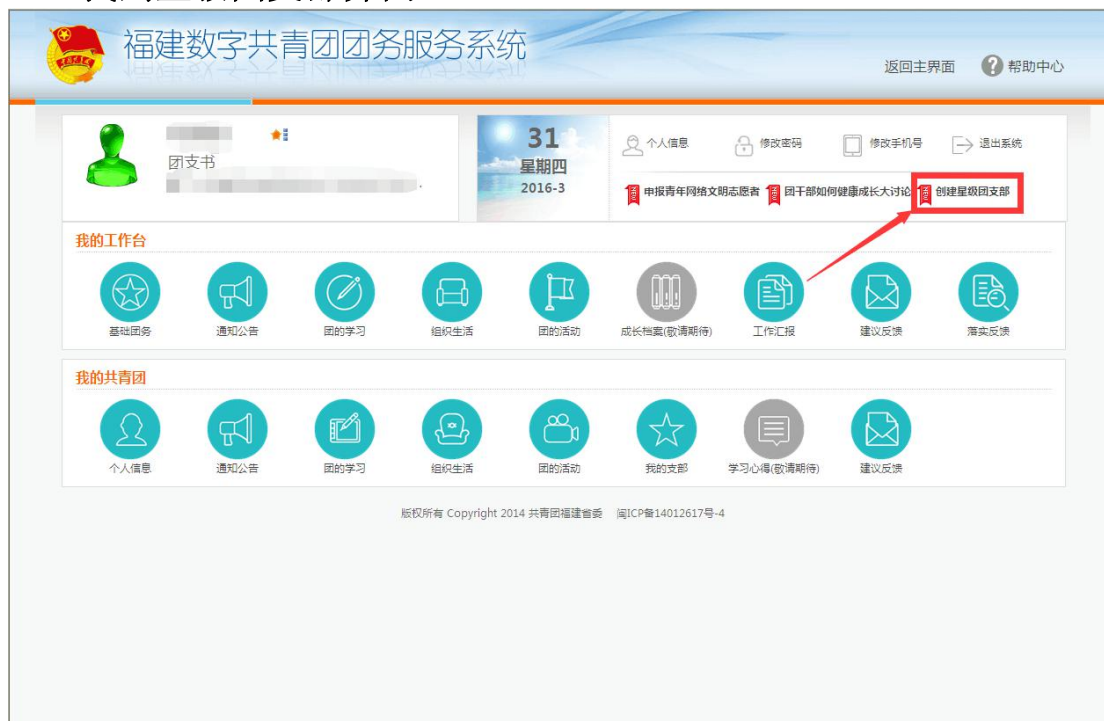 福建数字共青团团务服务系统
返回主界面 帮助中心
31
星期四
2016-3
团支书
个人信息 修改密码 修改手机号 退出系统
申报青年网络文明志愿者 团干部如何健康成长大讨论 创建星级团支部
我的工作台
基础团务 通知公告 团的学习 组织生活 团的活动 成长档案(敬请期待) 工作汇报 建议反馈 落实反馈
我的共青团
个人信息 通知公告 团的学习 组织生活 团的活动 我的支部 学习心得(敬请期待) 建议反馈
版权所有 Copyright 2014 共青团福建省委 闽ICP备14012617号-4